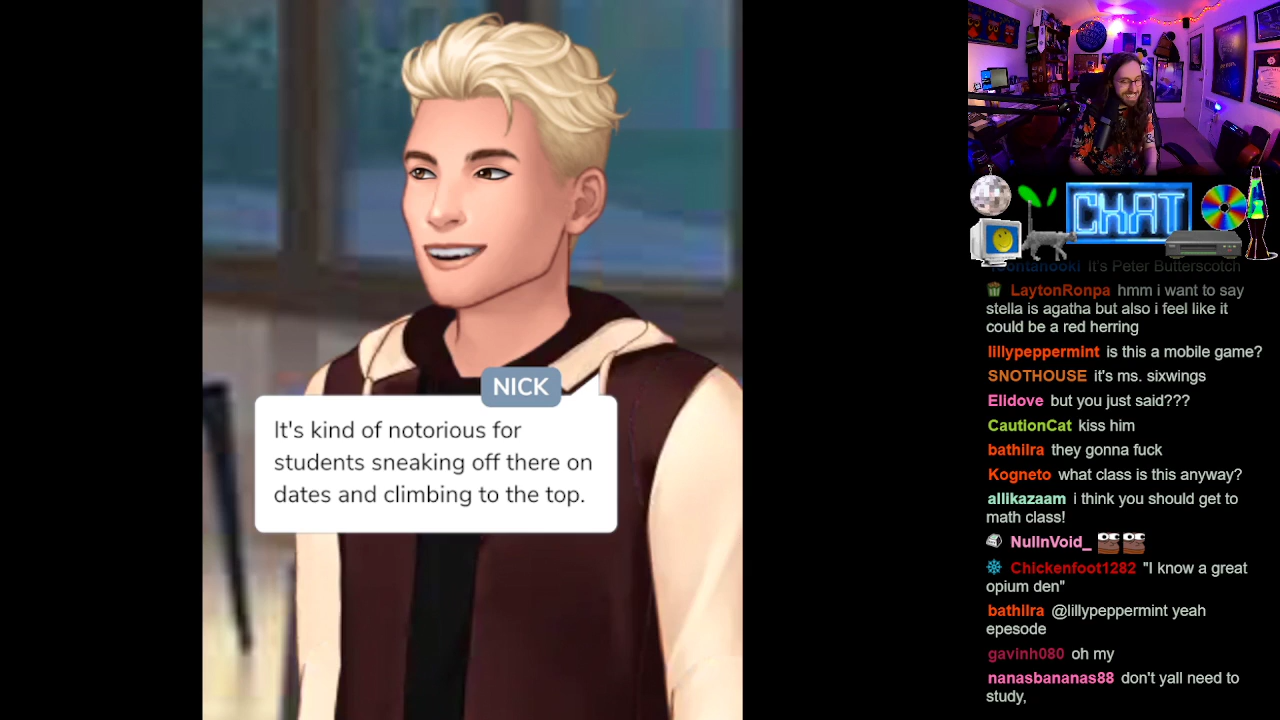 NICK
It's kind of notorious for
students sneaking off there on
dates and climbing to the top.
CHAT
It's Peter Butterscotch
LaytonRonpa hmm i want to say
stella is agatha but also i feel like it
could be a red herring
lillypeppermint is this a mobile game?
SNOTHOUSE it's ms. sixwings
Elldove but you just said???
CautionCat kiss him
bathilra they gonna fuck
Kogneto what class is this anyway?
allikazaam i think you should get to
math class!
NullnVoid_
Chickenfoot1282 "I know a great
opium den"
bathilra @lillypeppermint yeah
epesode
gavinh080 oh my
nanasbananas88 don't yall need to
study,